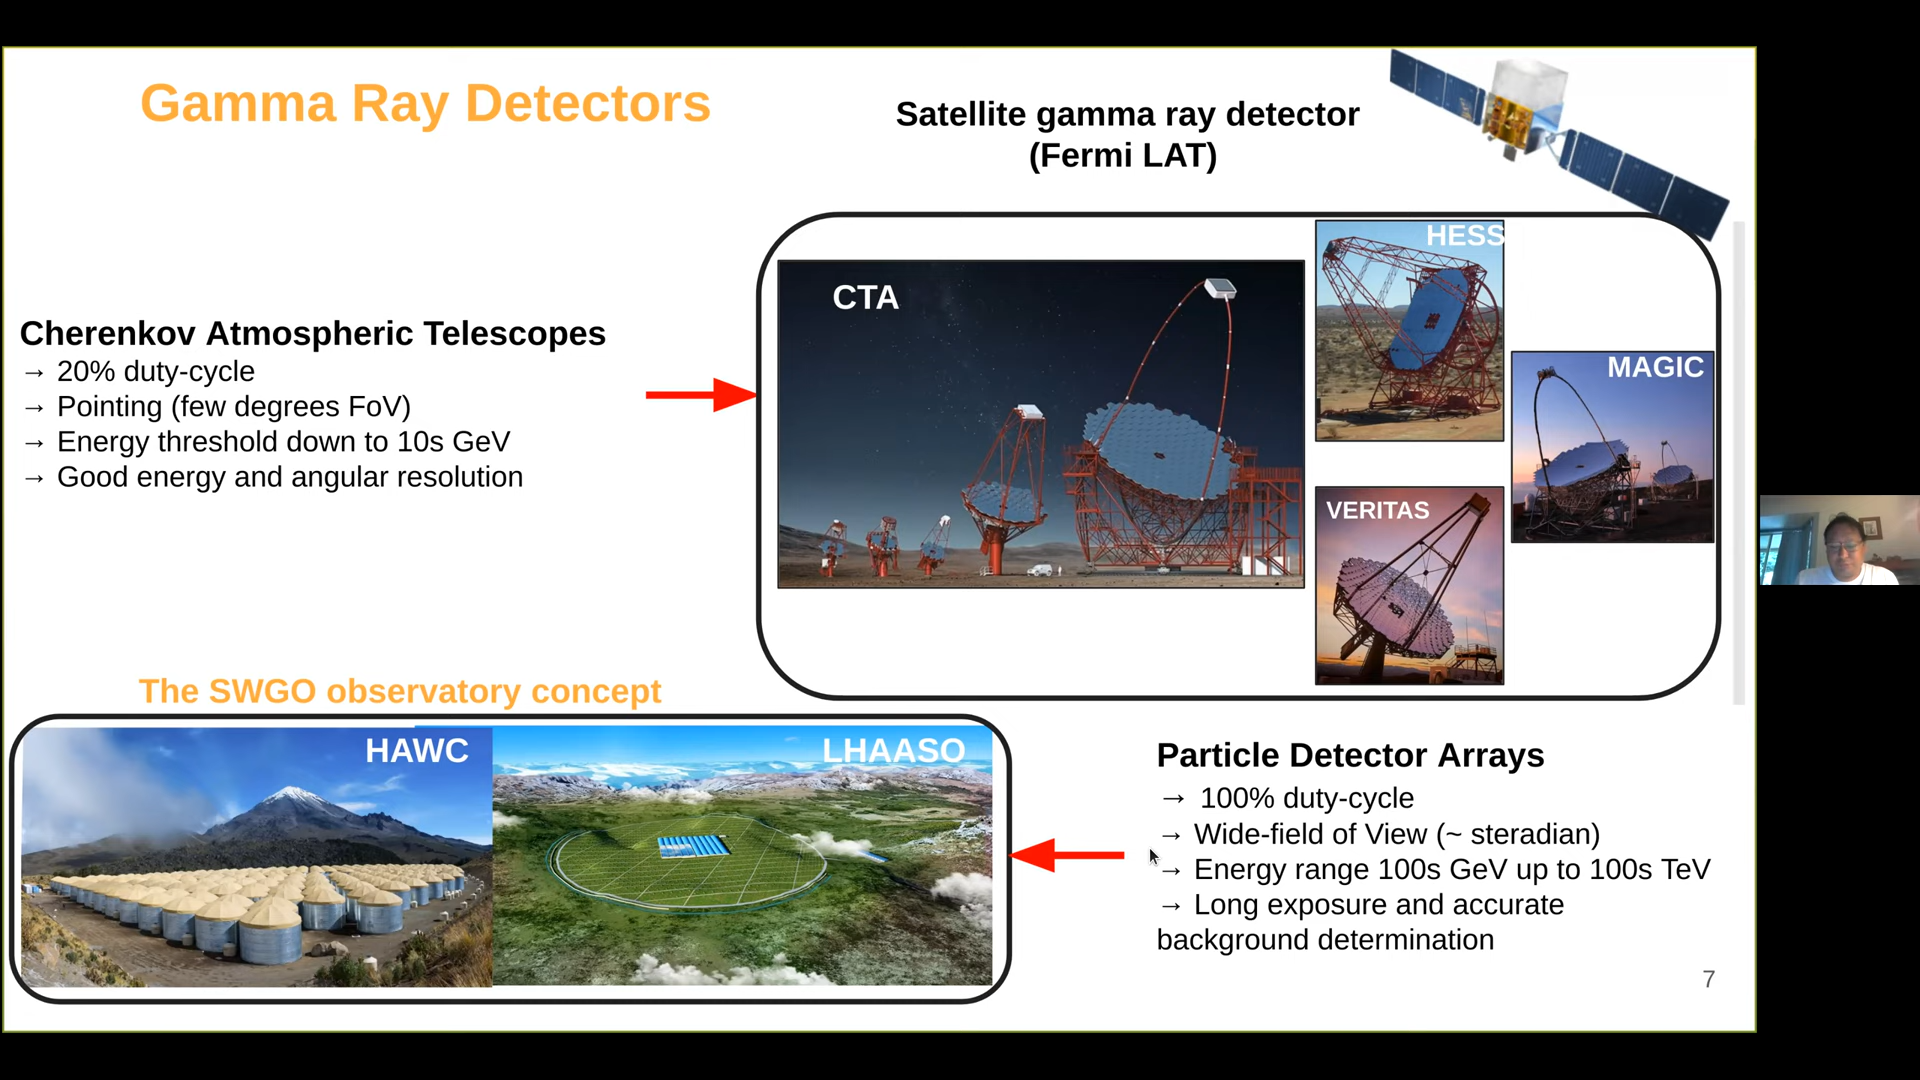 Gamma Ray Detectors
Satellite gamma ray detector
(Fermi LAT)
Cherenkov Atmospheric Telescopes
→ 20% duty-cycle
→ Pointing (few degrees FoV)
→ Energy threshold down to 10s GeV
→ Good energy and angular resolution
CTA
HESS
MAGIC
VERITAS
The SWGO observatory concept
HAWC
LHAASO
Particle Detector Arrays
→ 100% duty-cycle
→ Wide-field of View (~ steradian)
→ Energy range 100s GeV up to 100s TeV
→ Long exposure and accurate
background determination
7